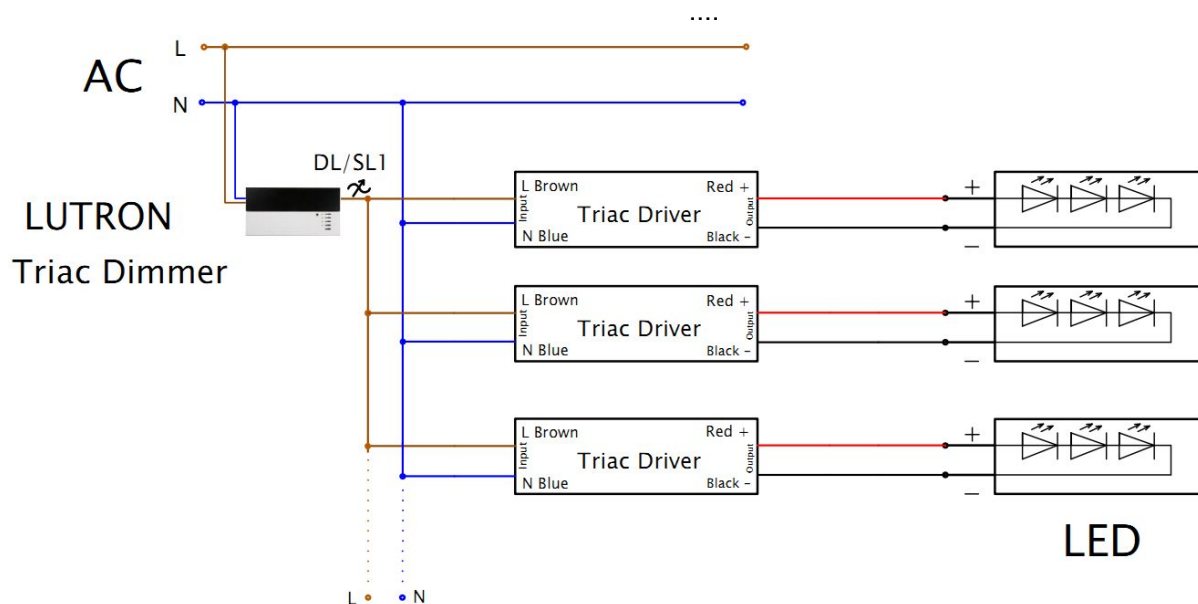 ....
L
AC
N
DL/SL1
LUTRON
Triac Dimmer
L Brown
Red +
Input
Triac Driver
Output
N Blue
Black -
+
-
L Brown
Red +
Input
Triac Driver
Output
N Blue
Black -
+
-
L Brown
Red +
Input
Triac Driver
Output
N Blue
Black -
+
-
LED
L
N